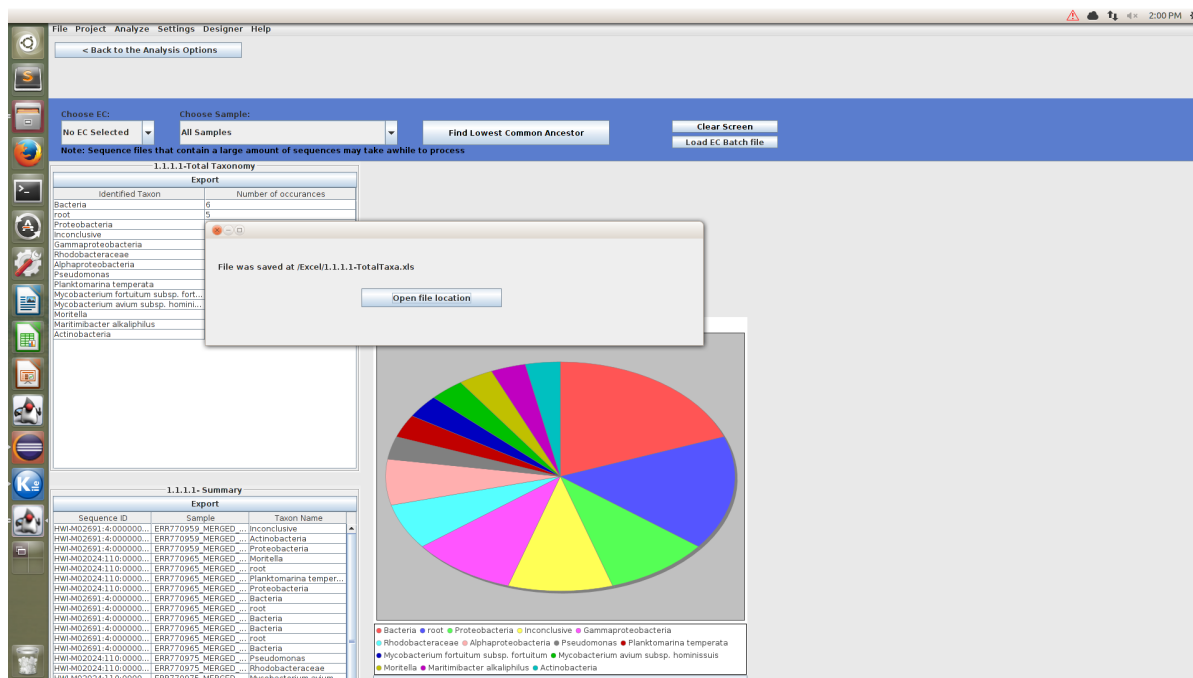 2:00 PM
File Project Analyze Settings Designer Help
< Back to the Analysis Options
Choose EC: Choose Sample:
No EC Selected All Samples Find Lowest Common Ancestor Clear Screen
Load EC Batch file
Note: Sequence files that contain a large amount of sequences may take awhile to process
1.1.1.1-Total Taxonomy
Export
Identified Taxon Number of occurances
Bacteria 6
root 5
Proteobacteria
Inconclusive
Gammaproteobacteria
Rhodobacteraceae
Alphaproteobacteria
Pseudomonas
Planktomarina temperata
Mycobacterium fortuitum subsp. fort...
Mycobacterium avium subsp. homini...
Moritella
Maritimibacter alkaliphilus
Actinobacteria
File was saved at /Excel/1.1.1.1-TotalTaxa.xls
Open file location
1.1.1.1- Summary
Export
Sequence ID Sample Taxon Name
HWI-M02691:4:000000... ERR770959_MERGED_... Inconclusive
HWI-M02691:4:000000... ERR770959_MERGED_... Actinobacteria
HWI-M02691:4:000000... ERR770959_MERGED_... Proteobacteria
HWI-M02024:110:0000... ERR770965_MERGED_... Moritella
HWI-M02024:110:0000... ERR770965_MERGED_... root
HWI-M02024:110:0000... ERR770965_MERGED_... Planktomarina temper...
HWI-M02024:110:0000... ERR770965_MERGED_... Proteobacteria
HWI-M02691:4:000000... ERR770965_MERGED_... Bacteria
HWI-M02691:4:000000... ERR770965_MERGED_... root
HWI-M02691:4:000000... ERR770965_MERGED_... Bacteria
HWI-M02691:4:000000... ERR770965_MERGED_... Bacteria
HWI-M02691:4:000000... ERR770965_MERGED_... root
HWI-M02691:4:000000... ERR770965_MERGED_... Bacteria
HWI-M02024:110:0000... ERR770975_MERGED_... Pseudomonas
HWI-M02024:110:0000... ERR770975_MERGED_... Rhodobacteraceae
HWI-M02024:110:0000... ERR770975_MERGED_... Mycobacterium avium
Bacteria root Proteobacteria Inconclusive Gammaproteobacteria
Rhodobacteraceae Alphaproteobacteria Pseudomonas Planktomarina temperata
Mycobacterium fortuitum subsp. fortuitum Mycobacterium avium subsp. hominissuis
Moritella Maritimibacter alkaliphilus Actinobacteria